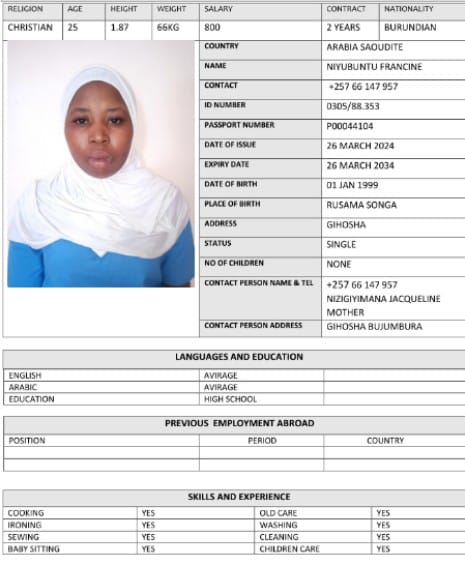 RELIGION AGE HEIGHT WEIGHT SALARY CONTRACT NATIONALITY
CHRISTIAN 25 1.87 66KG 800 2 YEARS BURUNDIAN
COUNTRY ARABIA SAOUDITE
NAME NIYUBUNTU FRANCINE
CONTACT +257 66 147 957
ID NUMBER 0305/88.353
PASSPORT NUMBER P00044104
DATE OF ISSUE 26 MARCH 2024
EXPIRY DATE 26 MARCH 2034
DATE OF BIRTH 01 JAN 1999
PLACE OF BIRTH RUSAMA SONGA
ADDRESS GIHOSHA
STATUS SINGLE
NO OF CHILDREN NONE
CONTACT PERSON NAME & TEL +257 66 147 957
NIZIGIYIMANA JACQUELINE
MOTHER
CONTACT PERSON ADDRESS GIHOSHA BUJUMBURA
LANGUAGES AND EDUCATION
ENGLISH AVIRAGE
ARABIC AVIRAGE
EDUCATION HIGH SCHOOL
PREVIOUS EMPLOYMENT ABROAD
POSITION PERIOD COUNTRY
SKILLS AND EXPERIENCE
COOKING YES OLD CARE YES
IRONING YES WASHING YES
SEWING YES CLEANING YES
BABY SITTING YES CHILDREN CARE YES